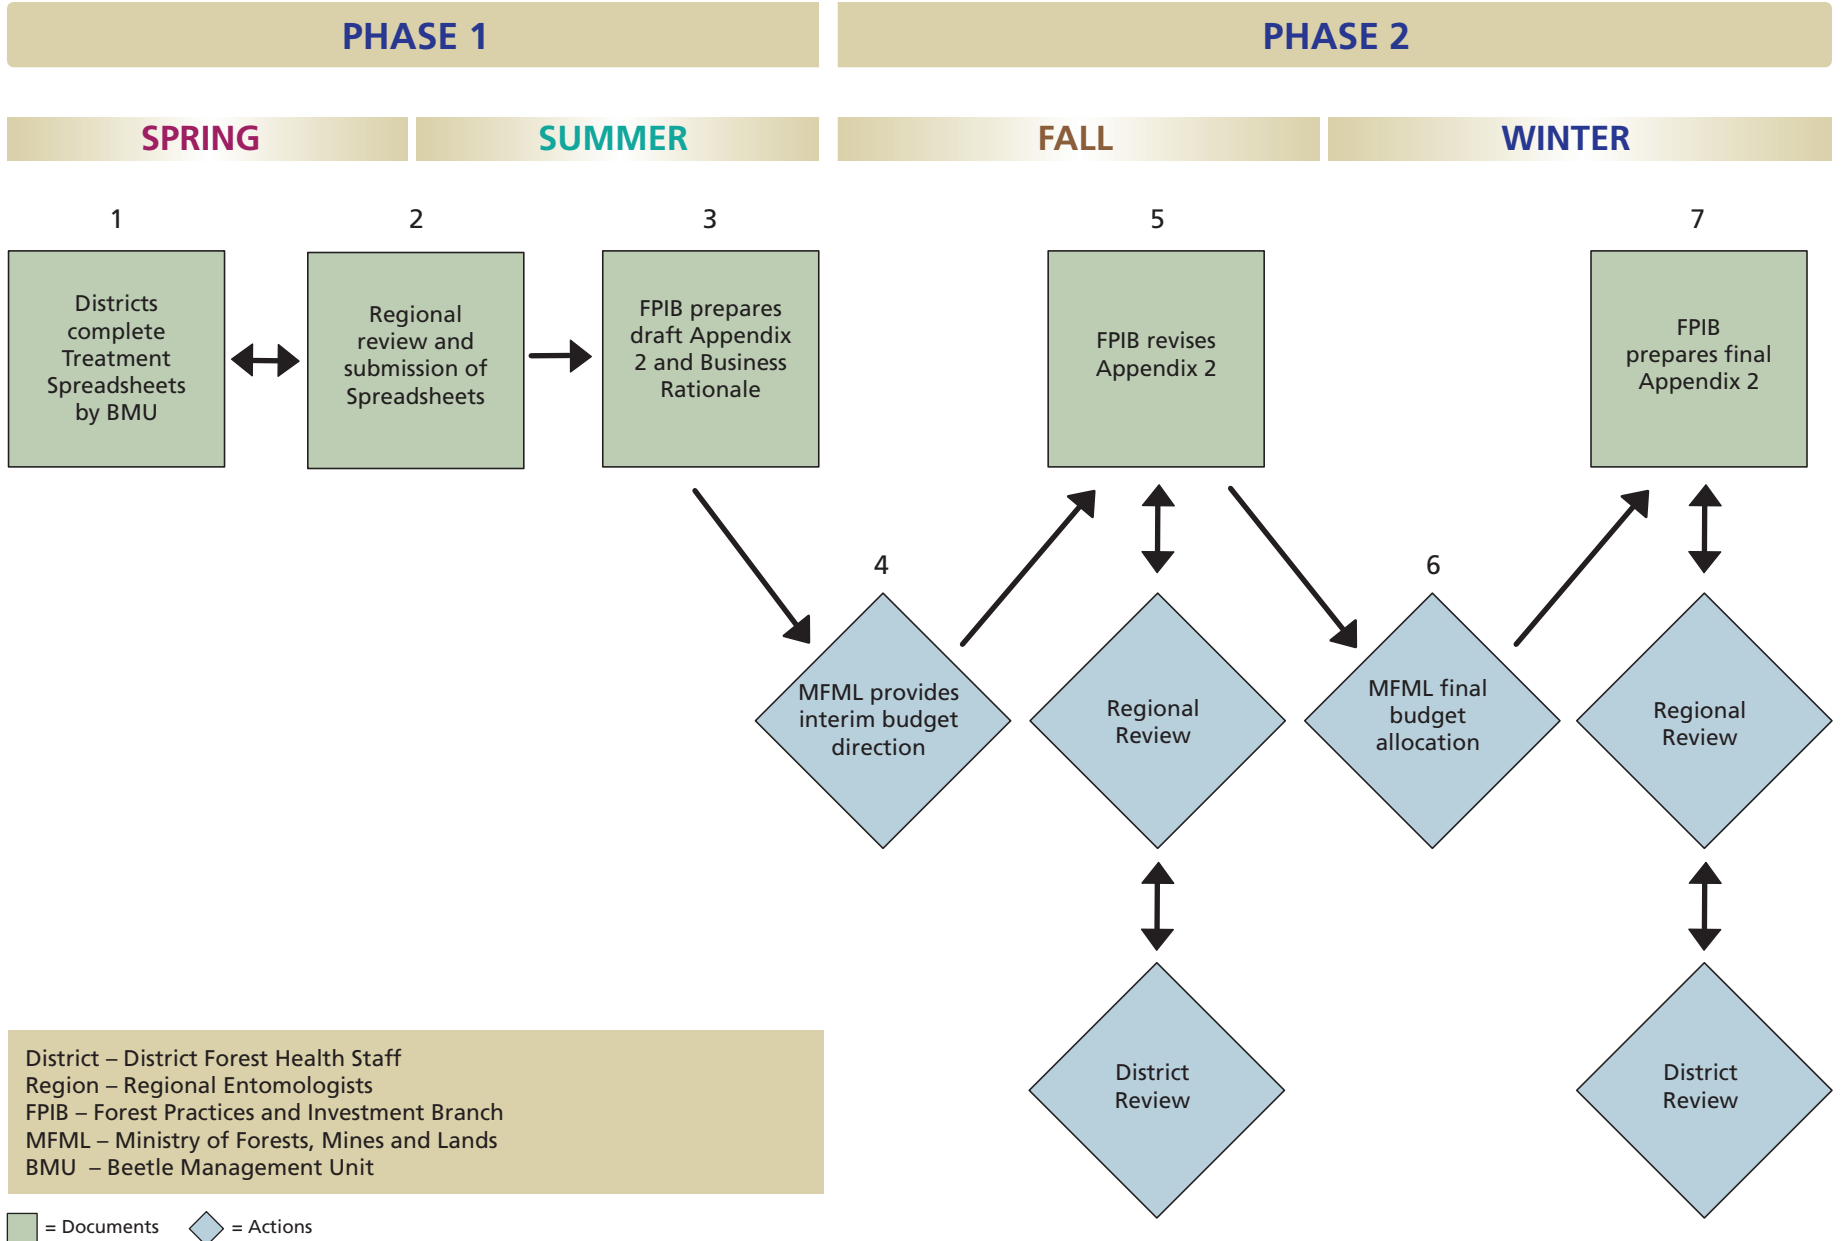 PHASE 1
PHASE 2
SPRING
SUMMER
FALL
WINTER
1
2
3
5
7
Districts
complete
Treatment
Spreadsheets
by BMU
Regional
review and
submission of
Spreadsheets
FPIB prepares
draft Appendix
2 and Business
Rationale
FPIB revises
Appendix 2
FPIB
prepares final
Appendix 2
4
6
MFML provides
interim budget
direction
Regional
Review
MFML final
budget
allocation
Regional
Review
District
Review
District
Review
District – District Forest Health Staff
Region – Regional Entomologists
FPIB – Forest Practices and Investment Branch
MFML – Ministry of Forests, Mines and Lands
BMU – Beetle Management Unit
= Documents
= Actions